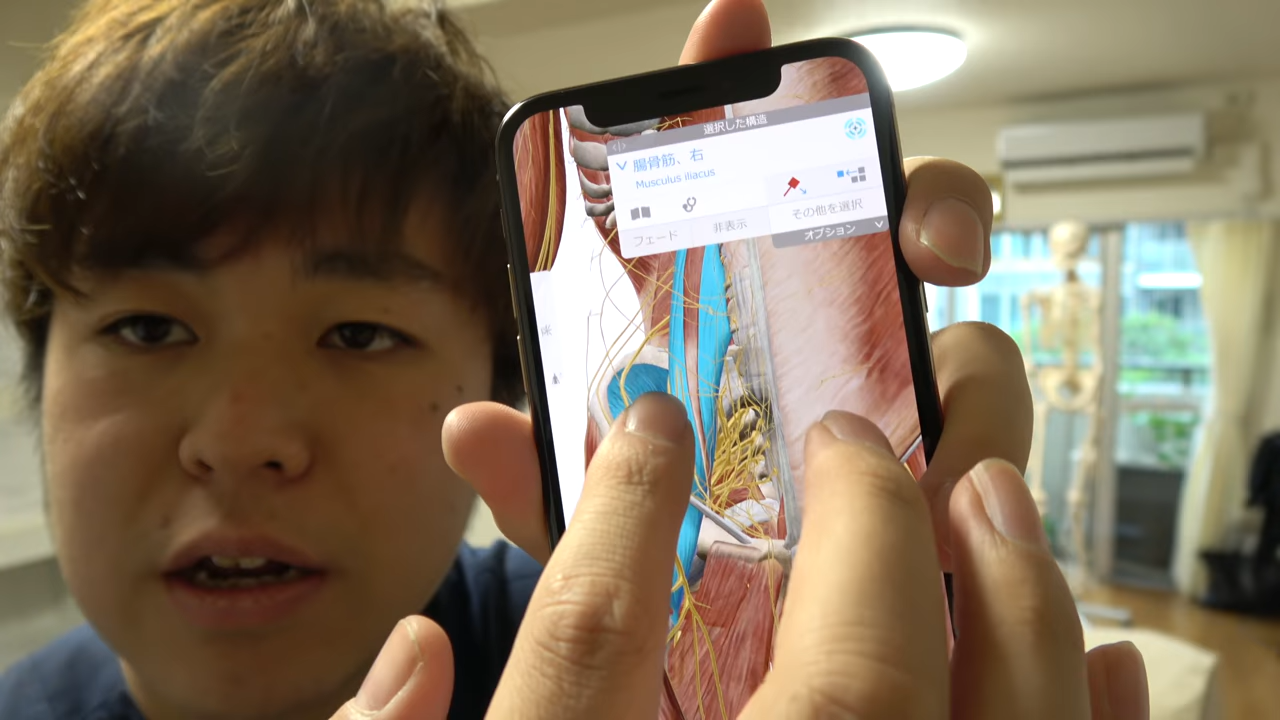 選択した構造
腸骨筋、右
Musculus iliacus
フェード
非表示
その他を選択
オプション